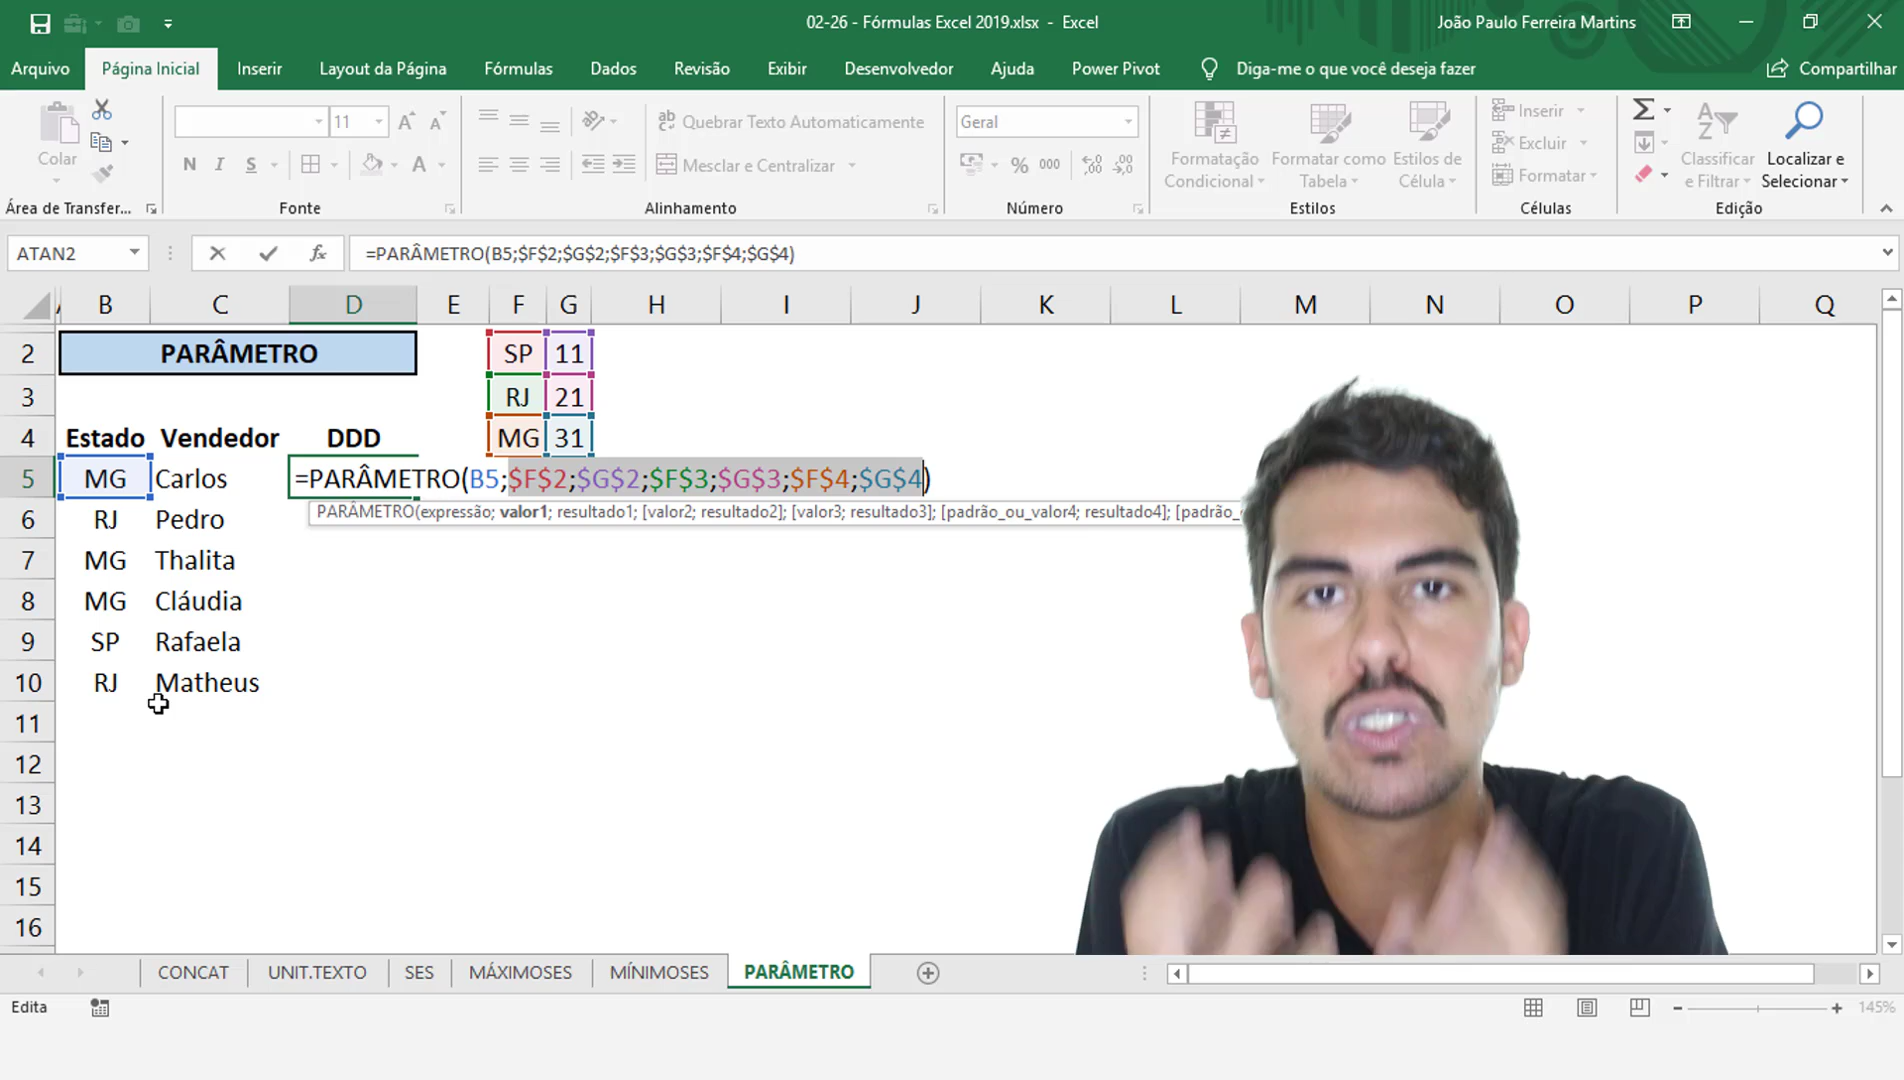 02-26 - Fórmulas Excel 2019.xlsx - Excel
João Paulo Ferreira Martins
Arquivo Página Inicial Inserir Layout da Página Fórmulas Dados Revisão Exibir Desenvolvedor Ajuda Power Pivot Diga-me o que você deseja fazer Compartilhar
Colar
11
N I S
Quebrar Texto Automaticamente
Mesclar e Centralizar
Geral
% 000
Formatação Condicional
Formatar como Tabela
Estilos de Célula
Inserir
Excluir
Formatar
Classificar e Filtrar
Localizar e Selecionar
Área de Transfer... Fonte Alinhamento Número Estilos Células Edição
ATAN2 fx =PARÂMETRO(B5;$F$2;$G$2;$F$3;$G$3;$F$4;$G$4)
B C D E F G H I J K L M N O P Q
2 PARÂMETRO SP 11
3 RJ 21
4 Estado Vendedor DDD MG 31
5 MG Carlos =PARÂMETRO(B5;$F$2;$G$2;$F$3;$G$3;$F$4;$G$4)
PARÂMETRO(expressão; valor1; resultado1; [valor2; resultado2]; [valor3; resultado3]; [padrão_ou_valor4; resultado4]; [padrão_
6 RJ Pedro
7 MG Thalita
8 MG Cláudia
9 SP Rafaela
10 RJ Matheus
11
12
13
14
15
16
CONCAT UNIT.TEXTO SES MÁXIMOSES MÍNIMOSES PARÂMETRO
Edita 145%